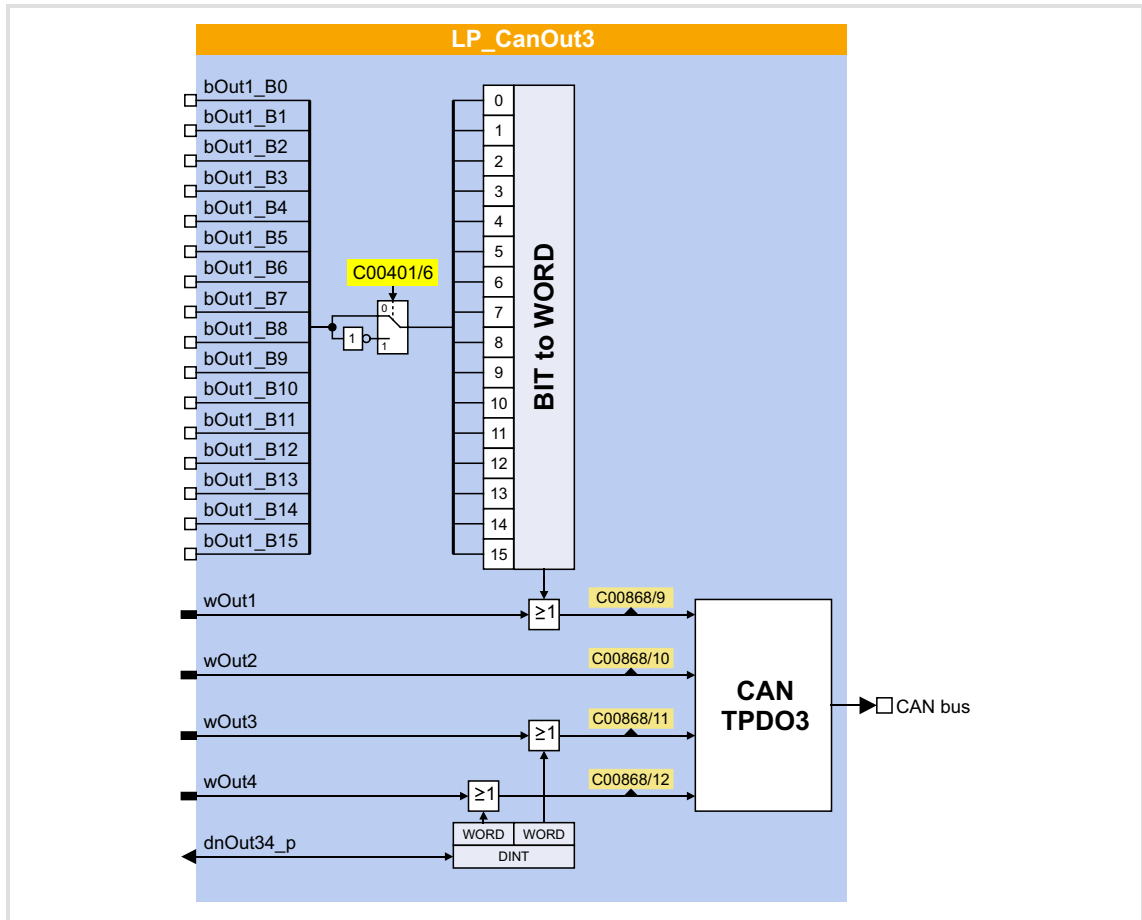 LP_CanOut3
bOut1_B0
bOut1_B1
bOut1_B2
bOut1_B3
bOut1_B4
bOut1_B5
bOut1_B6
bOut1_B7
bOut1_B8
bOut1_B9
bOut1_B10
bOut1_B11
bOut1_B12
bOut1_B13
bOut1_B14
bOut1_B15
C00401/6
0
1
1
0
1
2
3
4
5
6
7
8
9
10
11
12
13
14
15
BIT to WORD
wOut1
≥1
C00868/9
wOut2
C00868/10
wOut3
≥1
C00868/11
wOut4
≥1
C00868/12
CAN
TPDO3
CAN bus
dnOut34_p
WORD WORD
DINT